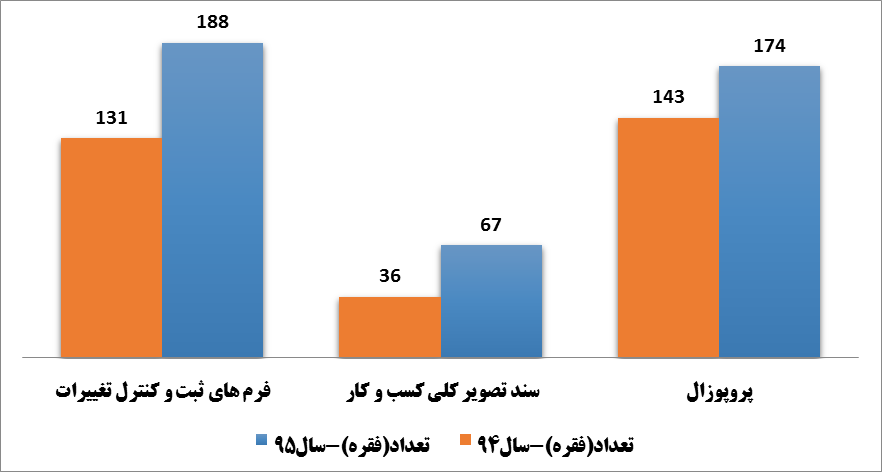 188
174
131
143
67
36
فرم های ثبت و کنترل تغییرات
سند تصویر کلی کسب و کار
پروپوزال
تعداد(فقره)-سال۹۴
تعداد(فقره)-سال۹۵